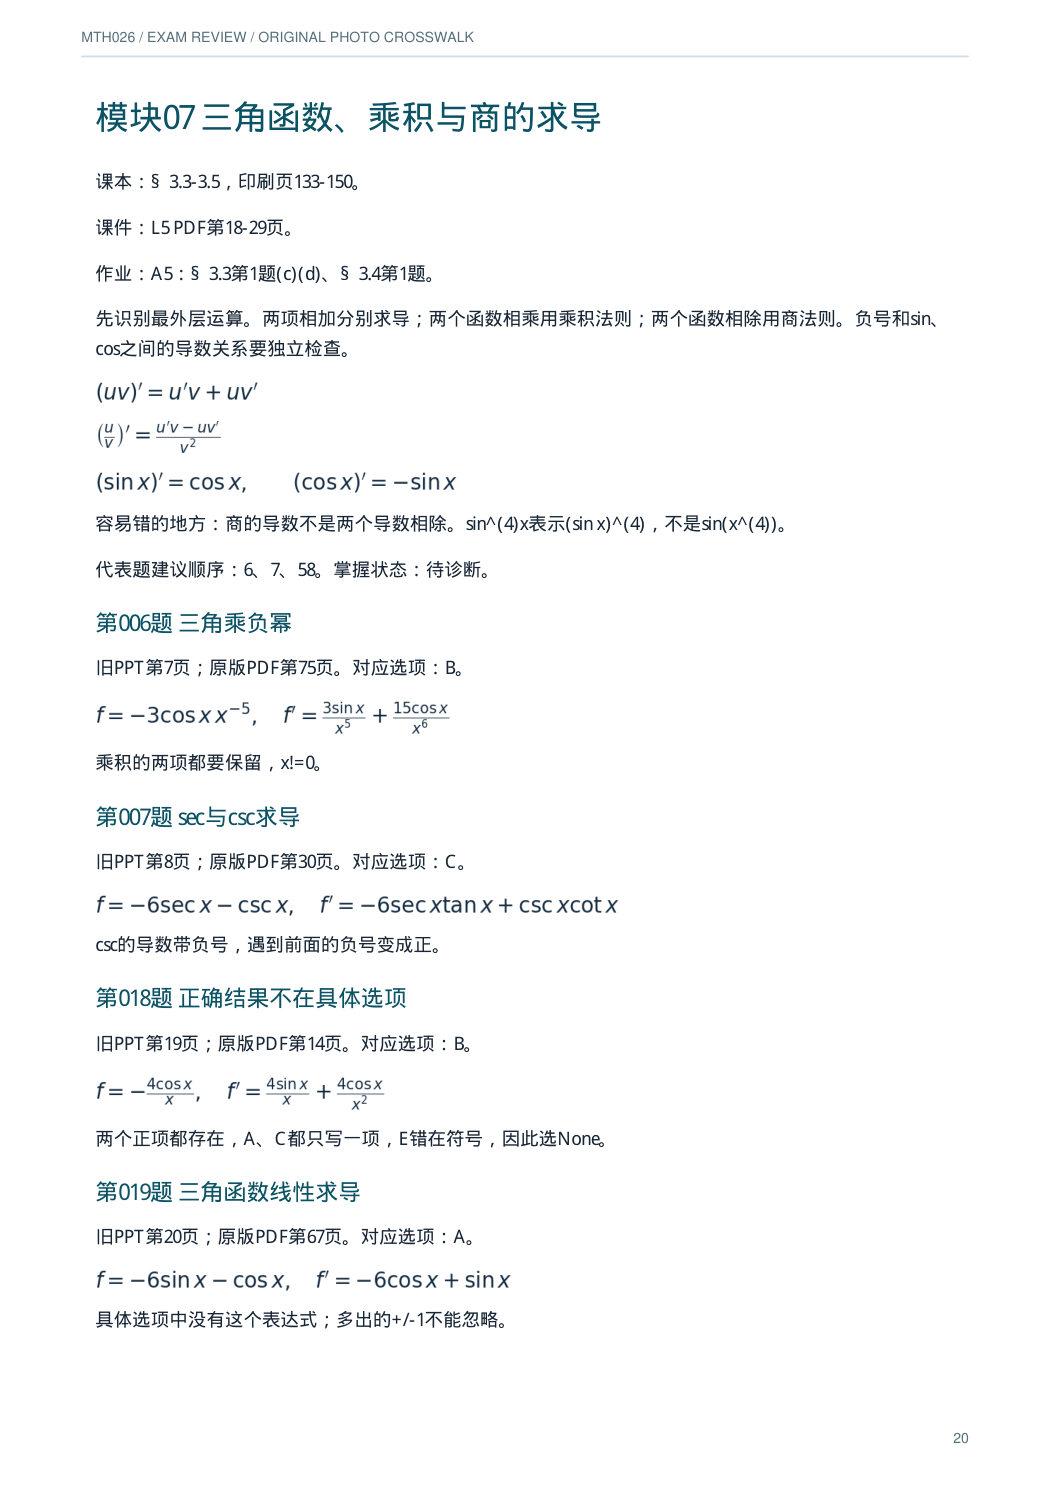 MTH026 / EXAM REVIEW / ORIGINAL PHOTO CROSSWALK
模块07 三角函数、乘积与商的求导
课本：§ 3.3-3.5，印刷页133-150。
课件：L5 PDF第18-29页。
作业：A5：§ 3.3第1题(c)(d)、§ 3.4第1题。
先识别最外层运算。两项相加分别求导；两个函数相乘用乘积法则；两个函数相除用商法则。负号和sin、
cos之间的导数关系要独立检查。
(uv)′ = u′v + uv′
(u/v)′ = (u′v − uv′)/v²
(sin x)′ = cos x,  (cos x)′ = −sin x
容易错的地方：商的导数不是两个导数相除。sin^(4)x表示(sin x)^(4)，不是sin(x^(4))。
代表题建议顺序：6、7、58。掌握状态：待诊断。
第006题 三角乘负幂
旧PPT第7页；原版PDF第75页。对应选项：B。
f = −3cos x x⁻⁵,  f′ = 3sin x/x⁵ + 15cos x/x⁶
乘积的两项都要保留，x!=0。
第007题 sec与csc求导
旧PPT第8页；原版PDF第30页。对应选项：C。
f = −6sec x − csc x,  f′ = −6sec xtan x + csc xcot x
csc的导数带负号，遇到前面的负号变成正。
第018题 正确结果不在具体选项
旧PPT第19页；原版PDF第14页。对应选项：B。
f = −4cos x/x,  f′ = 4sin x/x + 4cos x/x²
两个正项都存在，A、C都只写一项，E错在符号，因此选None。
第019题 三角函数线性求导
旧PPT第20页；原版PDF第67页。对应选项：A。
f = −6sin x − cos x,  f′ = −6cos x + sin x
具体选项中没有这个表达式；多出的+/-1不能忽略。
20